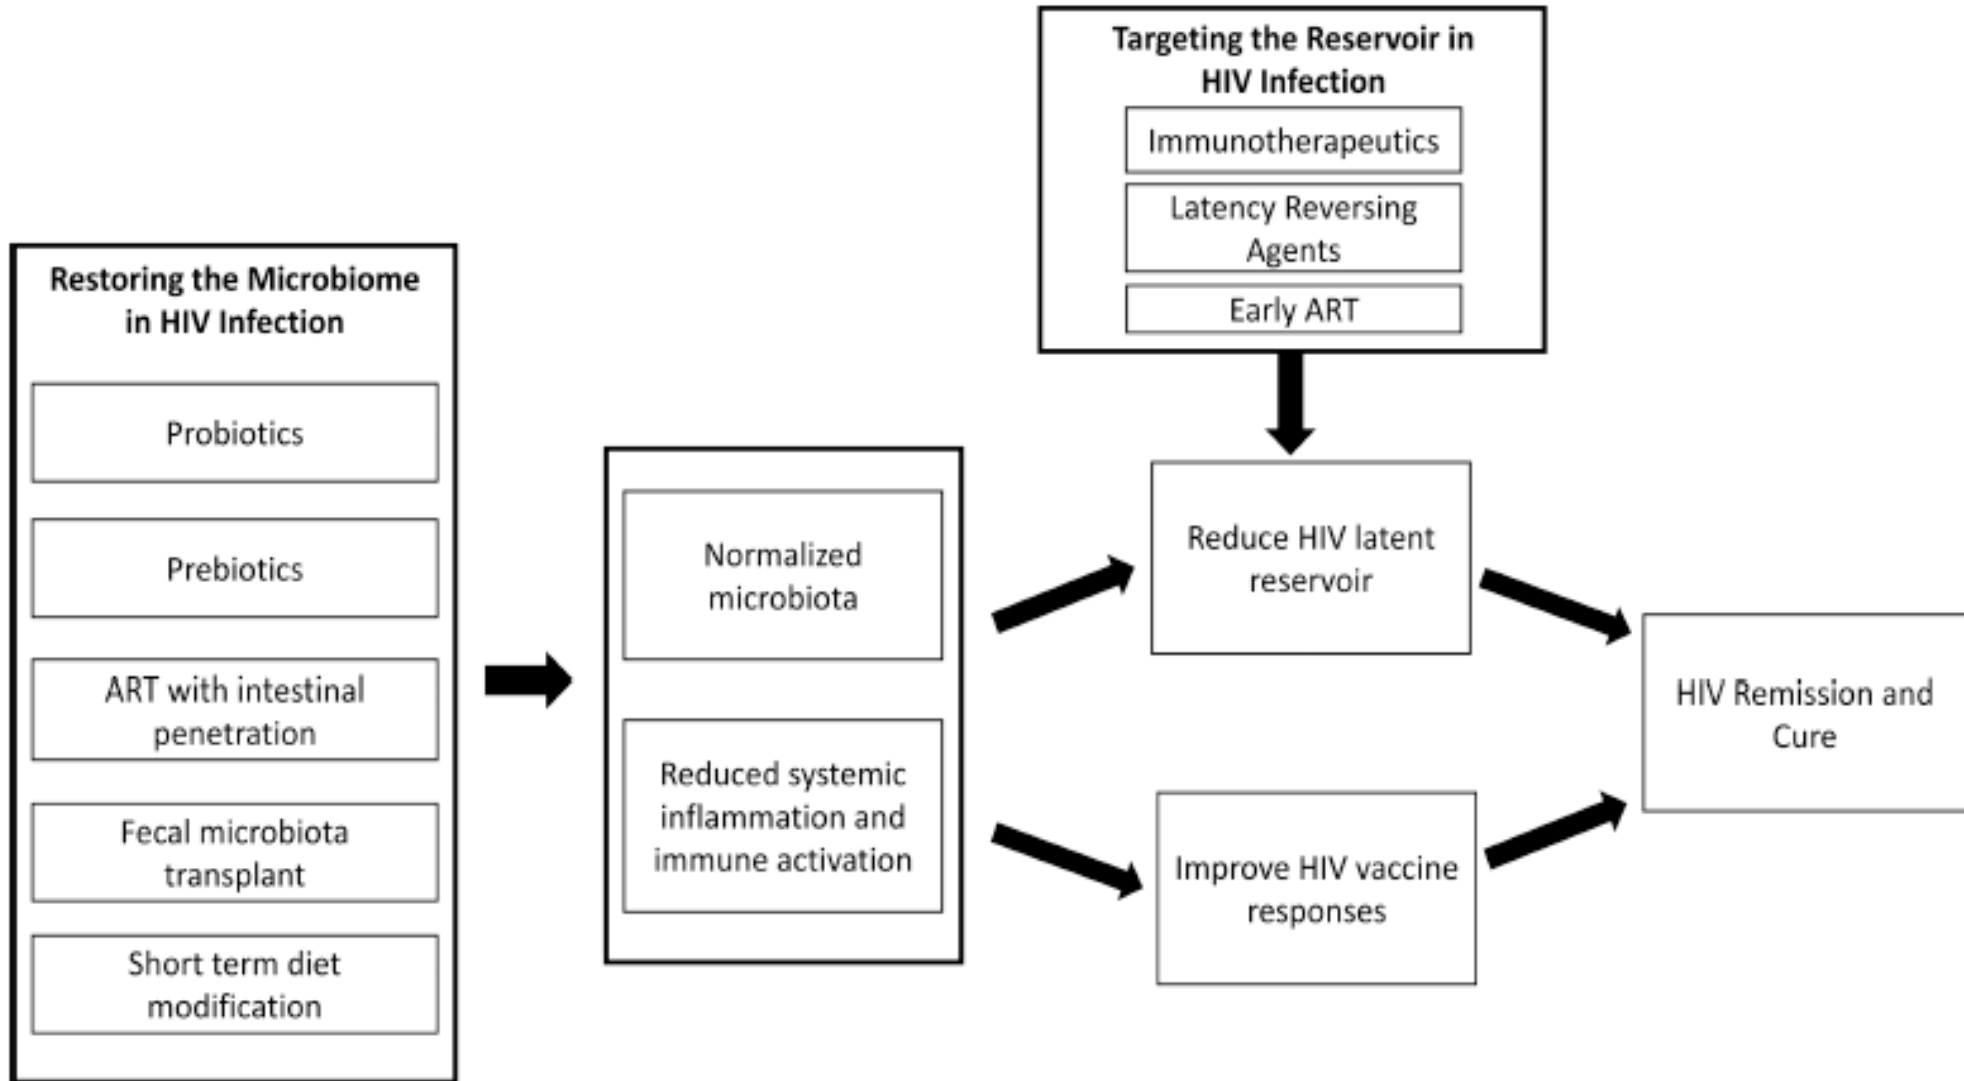 Targeting the Reservoir in
HIV Infection
Immunotherapeutics
Latency Reversing
Agents
Early ART
Restoring the Microbiome
in HIV Infection
Probiotics
Prebiotics
ART with intestinal
penetration
Fecal microbiota
transplant
Short term diet
modification
Normalized
microbiota
Reduced systemic
inflammation and
immune activation
Reduce HIV latent
reservoir
Improve HIV vaccine
responses
HIV Remission and
Cure